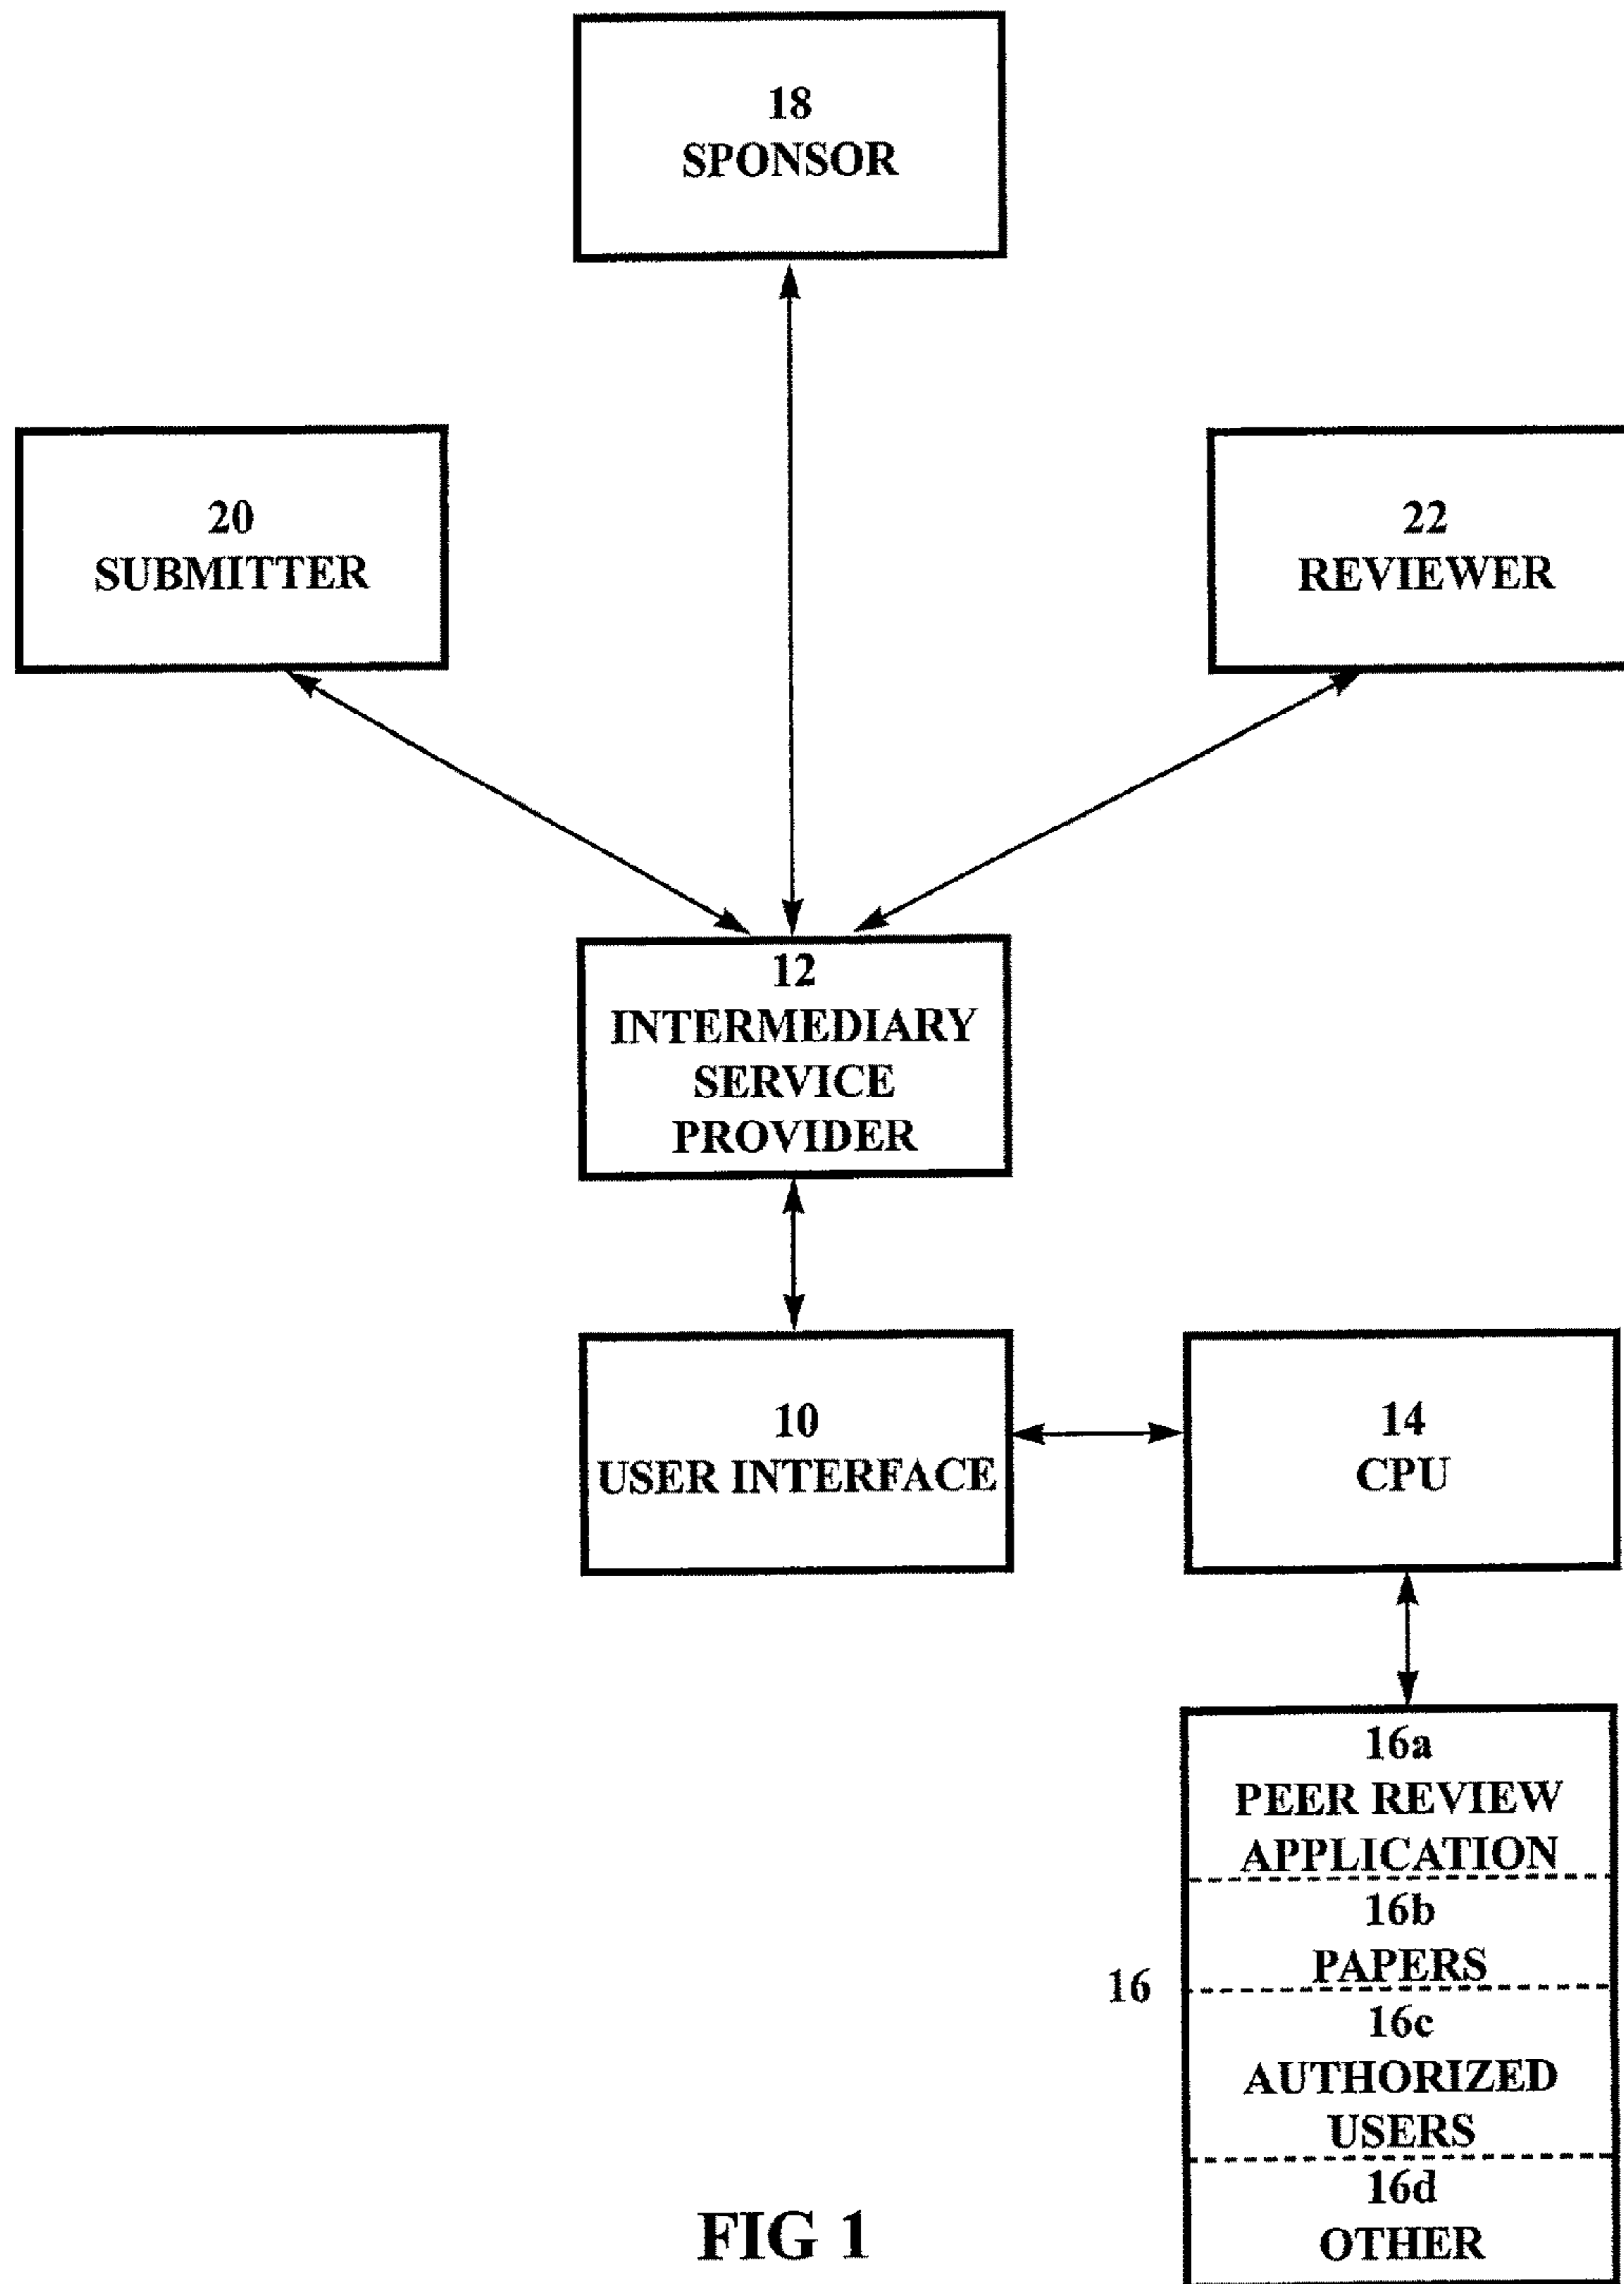 18
SPONSOR
20
SUBMITTER
22
REVIEWER
12
INTERMEDIARY
SERVICE
PROVIDER
10
USER INTERFACE
14
CPU
16
16a
PEER REVIEW
APPLICATION
16b
PAPERS
16c
AUTHORIZED
USERS
16d
OTHER
FIG 1